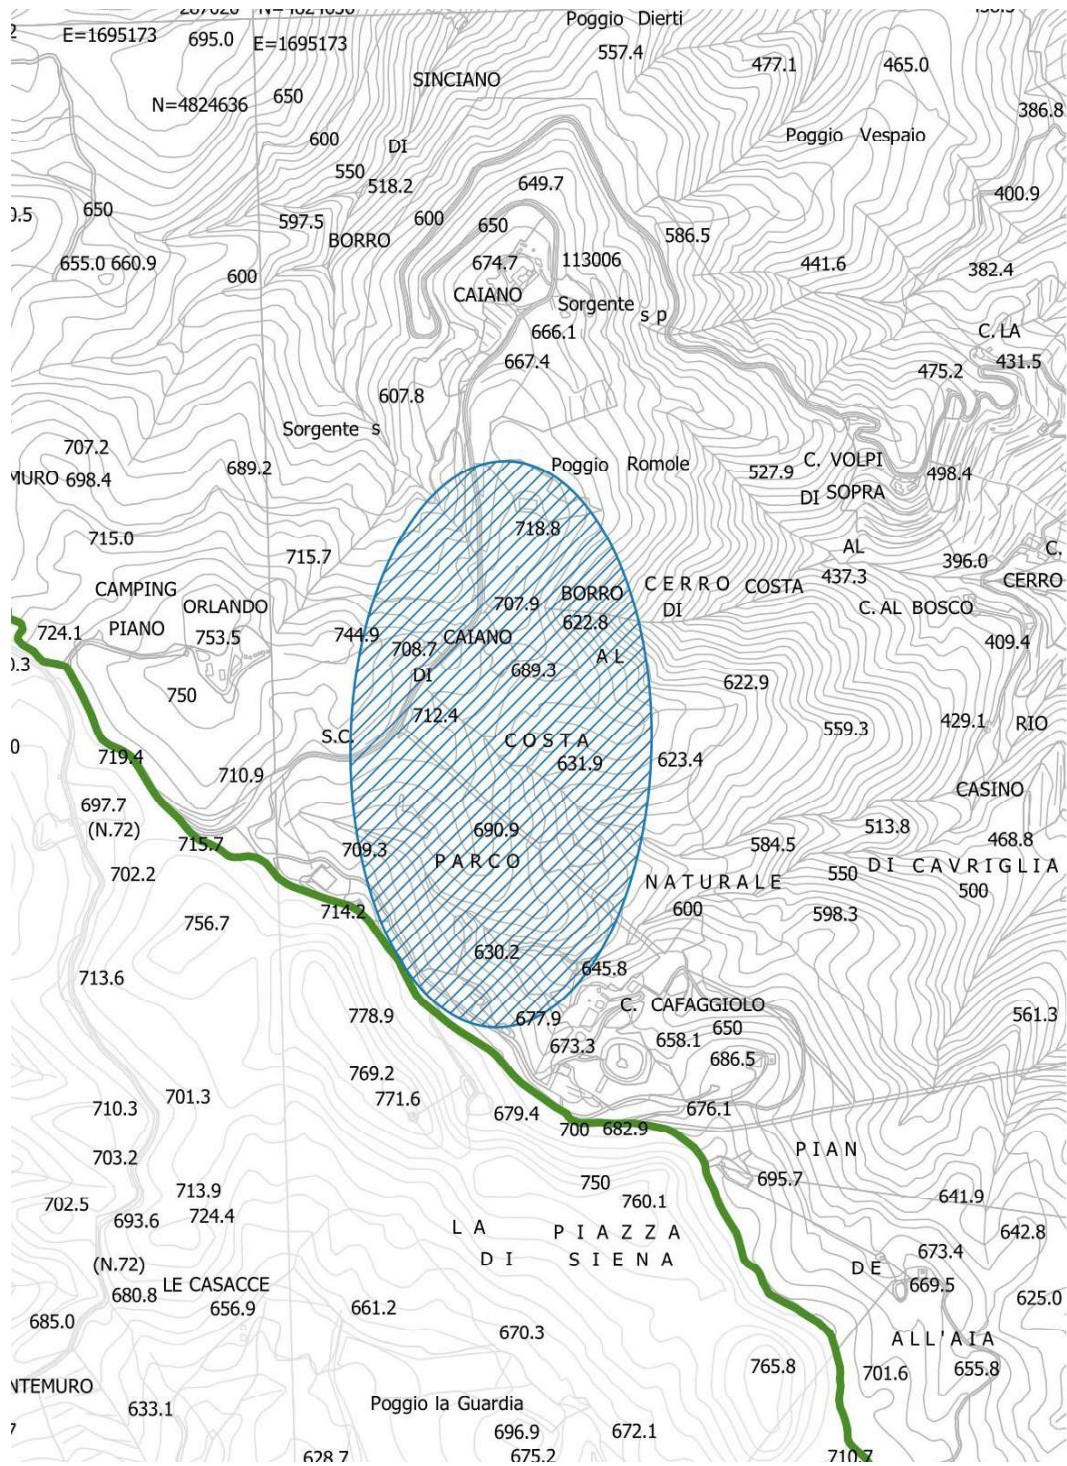 Poggio Dierti
E=1695173 695.0 E=1695173
557.4
477.1 465.0
SINCIANO
N=4824636 650
386.8
600 DI
Poggio Vespaio
550 518.2
649.7
400.9
650 597.5 600 650
BORRO
586.5
655.0 660.9 600
674.7 113006
441.6 382.4
CAIANO Sorgente s p
666.1
C. LA
667.4
475.2 431.5
607.8
Sorgente s
707.2
689.2
Poggio Romole
C. VOLPI
MURO 698.4
527.9 498.4
DI SOPRA
718.8
715.0
715.7
AL
396.0 C.
CAMPING
437.3
CERRO COSTA CERRO
ORLANDO
707.9 BORRO DI
C. AL BOSCO
724.1 PIANO 753.5 744.9
622.8
CAIANO
409.4
708.7
AL
0.3
DI 689.3
622.9
750
712.4
559.3 429.1 RIO
S.C.
COSTA
719.4
631.9 623.4
710.9
CASINO
697.7
(N.72)
690.9
513.8
715.7 709.3
584.5 468.8
PARCO
DI CAVRIGLIA
702.2
NATURALE 550 500
714.2
600 598.3
756.7
630.2
645.8
713.6
C. CAFAGGIOLO
778.9
677.9
650
561.3
673.3 658.1
686.5
769.2
701.3 771.6
710.3
679.4 676.1
700 682.9
703.2
PIAN
713.9
750 695.7
702.5
760.1 641.9
693.6 724.4
LA PIAZZA
642.8
DI SIENA
673.4
(N.72)
DE
LE CASACCE
669.5
680.8 656.9 661.2
625.0
685.0
670.3
ALL'AIA
765.8 701.6 655.8
NTEMURO
633.1
Poggio la Guardia
696.9 672.1
628.7 675.2 710.7